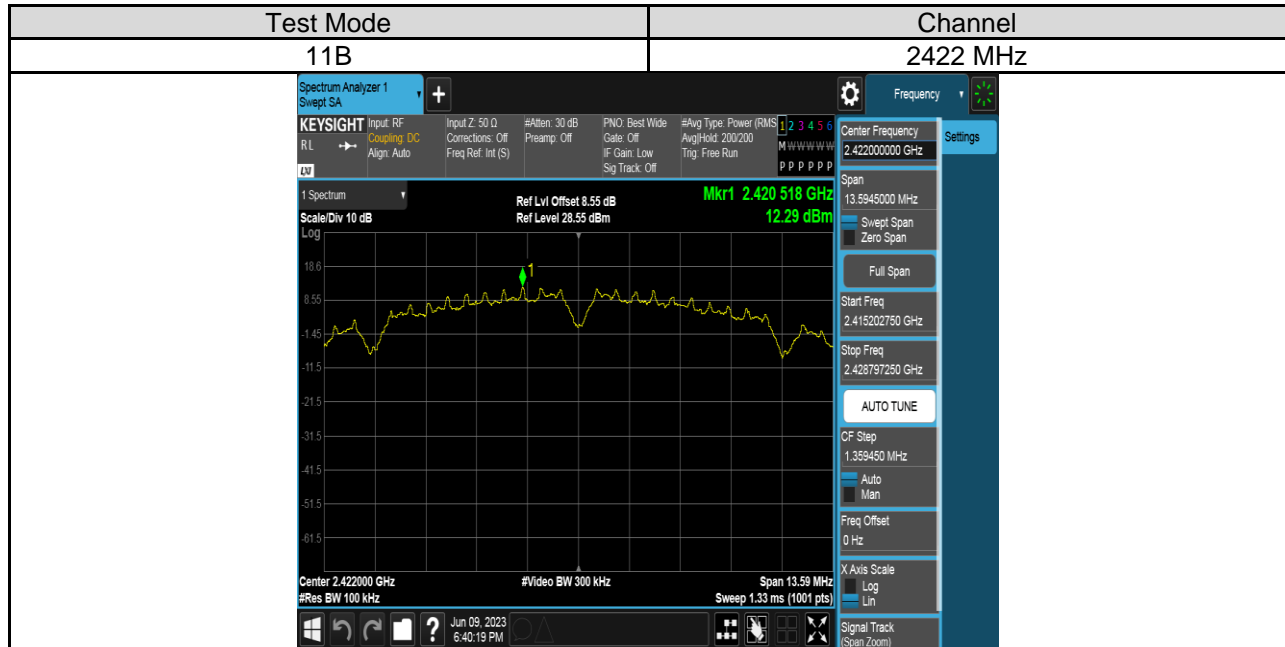 Test Mode
Channel
11B
2422 MHz
Spectrum Analyzer 1
Swept SA
Frequency
KEYSIGHT
RL
LXI
Input: RF
Coupling: DC
Align: Auto
Input Z: 50 Ω
Corrections: Off
Freq Ref: Int (S)
#Atten: 30 dB
Preamp: Off
PNO: Best Wide
Gate: Off
IF Gain: Low
Sig Track: Off
#Avg Type: Power (RMS
Avg|Hold: 200/200
Trig: Free Run
1 2 3 4 5 6
M W W W W W
P P P P P P
1 Spectrum
Scale/Div 10 dB
Log
Ref Lvl Offset 8.55 dB
Ref Level 28.55 dBm
Mkr1 2.420 518 GHz
12.29 dBm
1
18.6
8.55
-1.45
-11.5
-21.5
-31.5
-41.5
-51.5
-61.5
Center 2.422000 GHz
#Res BW 100 kHz
#Video BW 300 kHz
Span 13.59 MHz
Sweep 1.33 ms (1001 pts)
?
Jun 09, 2023
6:40:19 PM
Center Frequency
2.422000000 GHz
Span
13.5945000 MHz
Swept Span
Zero Span
Full Span
Start Freq
2.415202750 GHz
Stop Freq
2.428797250 GHz
AUTO TUNE
CF Step
1.359450 MHz
Auto
Man
Freq Offset
0 Hz
X Axis Scale
Log
Lin
Signal Track
(Span Zoom)
Settings